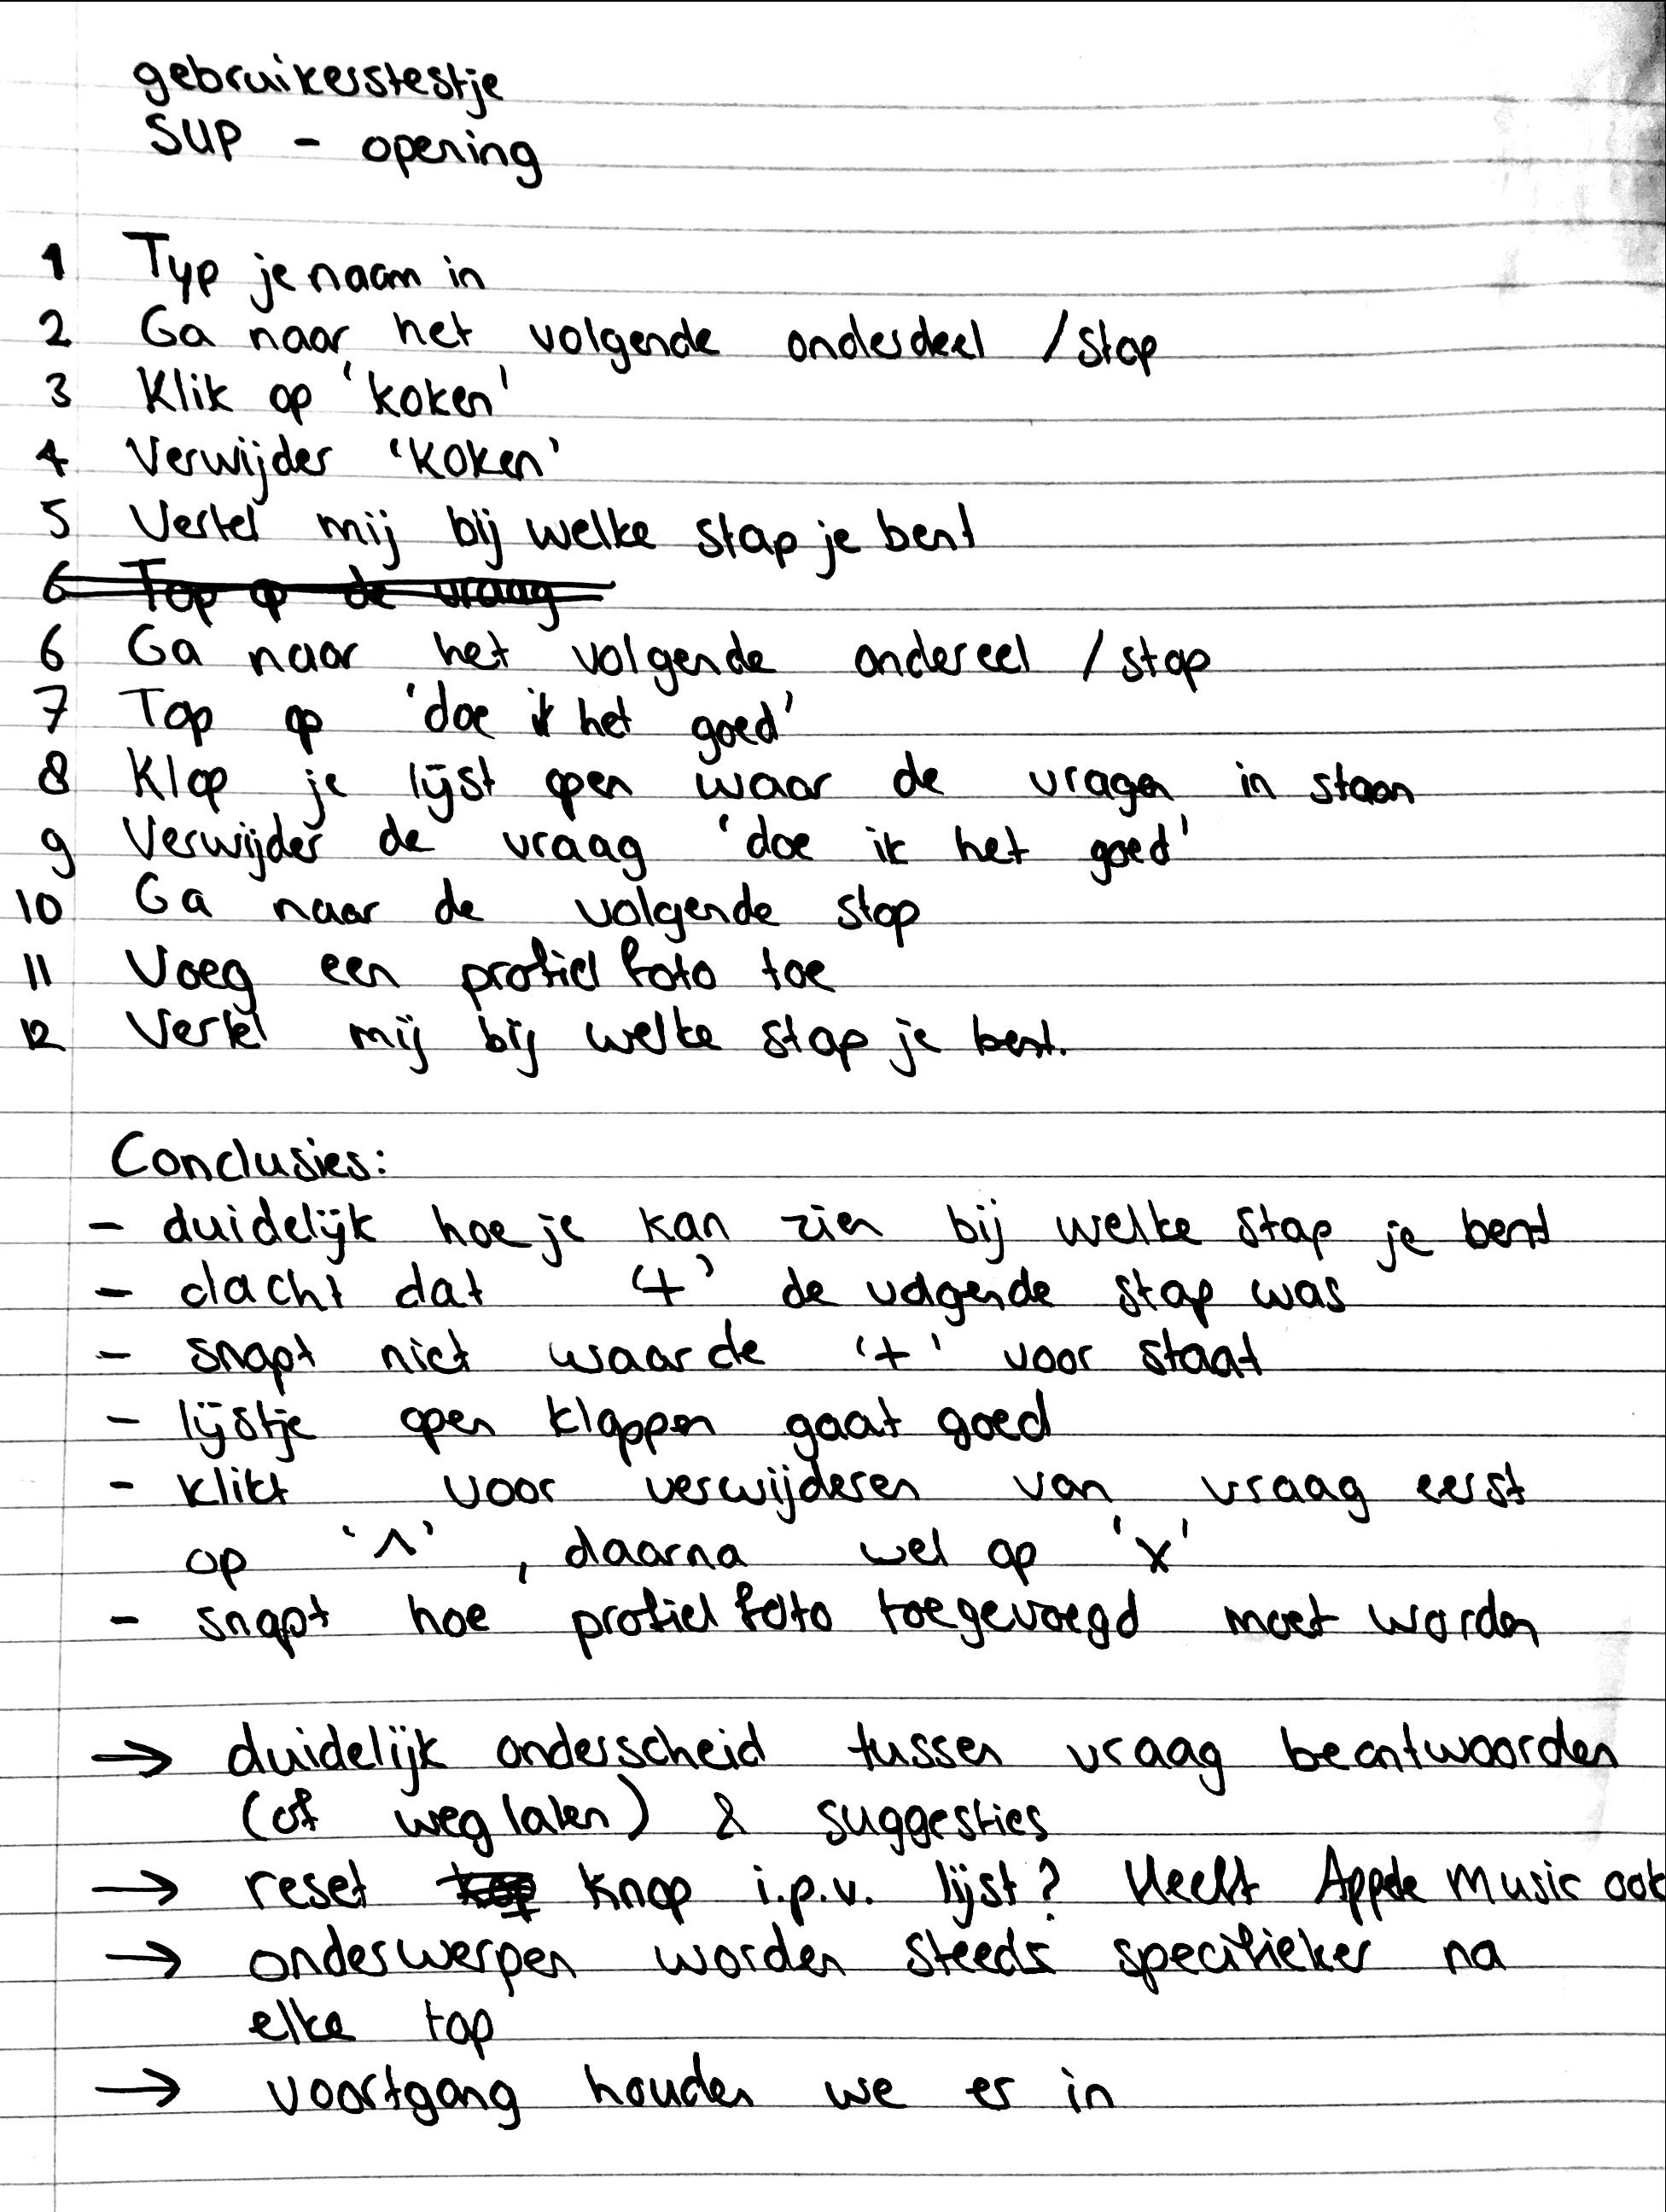 gebruikerstestje
SUP - opening
1 Typ je naam in
2 Ga naar het volgende onderdeel / stap
3 Klik op 'koken'
4 Verwijder 'koken'
5 Vertel mij bij welke stap je bent
6 Tap op de vraag
6 Ga naar het volgende ondereel / stap
7 Tap op 'doe ik het goed'
8 Klap je lijst open waar de vragen in staan
9 Verwijder de vraag 'doe ik het goed'
10 Ga naar de volgende stap
11 Voeg een profiel foto toe
12 Vertel mij bij welke stap je bent.
Conclusies:
- duidelijk hoe je kan zien bij welke stap je bent
- dacht dat '+' de volgende stap was
- snapt niet waar de '+' voor staat
- lijstje open klappen gaat goed
- klikt voor verwijderen van vraag eerst
op '^', daarna wel op 'x'
- snapt hoe profiel foto toegevoegd moet worden
→ duidelijk onderscheid tussen vraag beantwoorden
(of weg laten) & suggesties
→ reset knop i.p.v. lijst? Heeft Apple Music ook
→ onderwerpen worden steeds specifieker na
elke tap
→ voortgang houden we er in